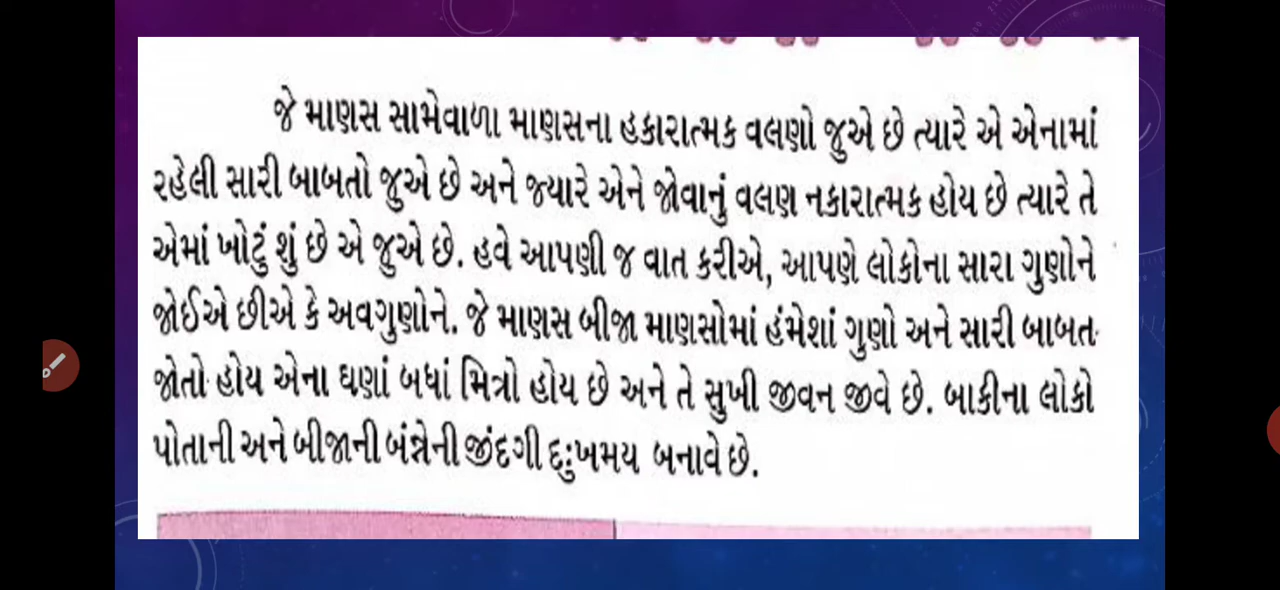 જે માણસ સામેવાળા માણસના હકારાત્મક વલણો જુએ છે ત્યારે એ એનામાં
રહેલી સારી બાબતો જુએ છે અને જ્યારે એને જોવાનું વલણ નકારાત્મક હોય છે ત્યારે તે
એમાં ખોટું શું છે એ જુએ છે. હવે આપણી જ વાત કરીએ, આપણે લોકોના સારા ગુણોને
જોઈએ છીએ કે અવગુણોને. જે માણસ બીજા માણસોમાં હંમેશાં ગુણો અને સારી બાબત
જોતો હોય એના ઘણાં બધાં મિત્રો હોય છે અને તે સુખી જીવન જીવે છે. બાકીના લોકો
પોતાની અને બીજાની બંન્નેની જીંદગી દુઃખમય બનાવે છે.